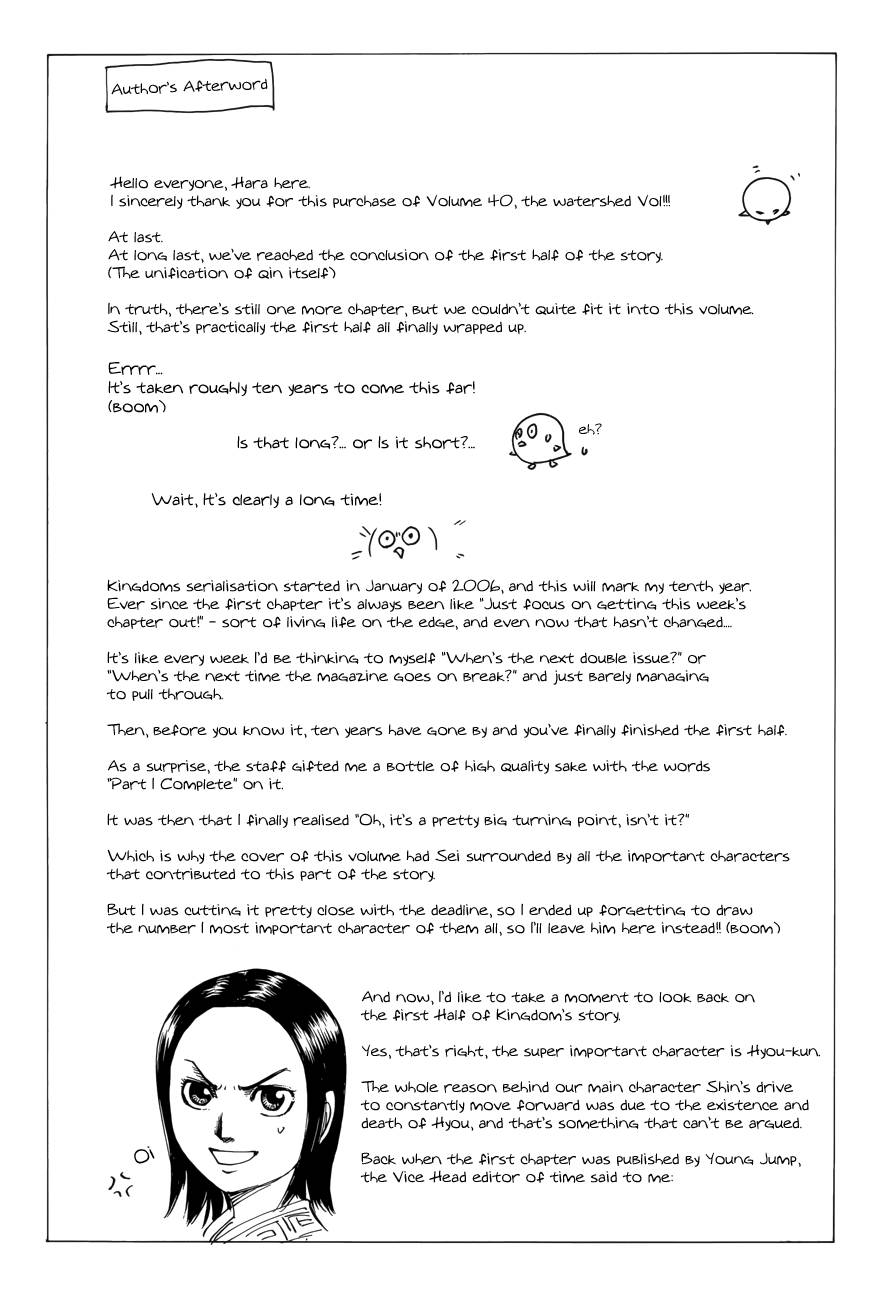 Author's Afterword
Hello everyone, Hara here.
I sincerely thank you for this purchase of Volume 40, the watershed Vol!!!
At last.
At long last, we've reached the conclusion of the first half of the story.
(The unification of Qin itself)
In truth, there's still one more chapter, but we couldn't quite fit it into this volume.
Still, that's practically the first half all finally wrapped up.
Errrr...
It's taken roughly ten years to come this far!
(BOOM)
Is that long?... or Is it short?...
eh?
Wait, It's clearly a long time!
Kingdoms serialisation started in January of 2006, and this will mark my tenth year.
Ever since the first chapter it's always been like "Just focus on getting this week's
chapter out!" - sort of living life on the edge, and even now that hasn't changed....
It's like every week I'd be thinking to myself "When's the next double issue?" or
"When's the next time the magazine goes on break?" and just barely managing
to pull through.
Then, before you know it, ten years have gone by and you've finally finished the first half.
As a surprise, the staff gifted me a bottle of high quality sake with the words
"Part 1 Complete" on it.
It was then that I finally realised "Oh, it's a pretty big turning point, isn't it?"
Which is why the cover of this volume had Sei surrounded by all the important characters
that contributed to this part of the story.
But I was cutting it pretty close with the deadline, so I ended up forgetting to draw
the number 1 most important character of them all, so I'll leave him here instead!! (BOOM)
Oi
And now, I'd like to take a moment to look back on
the first Half of Kingdom's story.
Yes, that's right, the super important character is Hyou-kun.
The whole reason behind our main character Shin's drive
to constantly move forward was due to the existence and
death of Hyou, and that's something that can't be argued.
Back when the first chapter was published by Young Jump,
the Vice Head editor of time said to me: